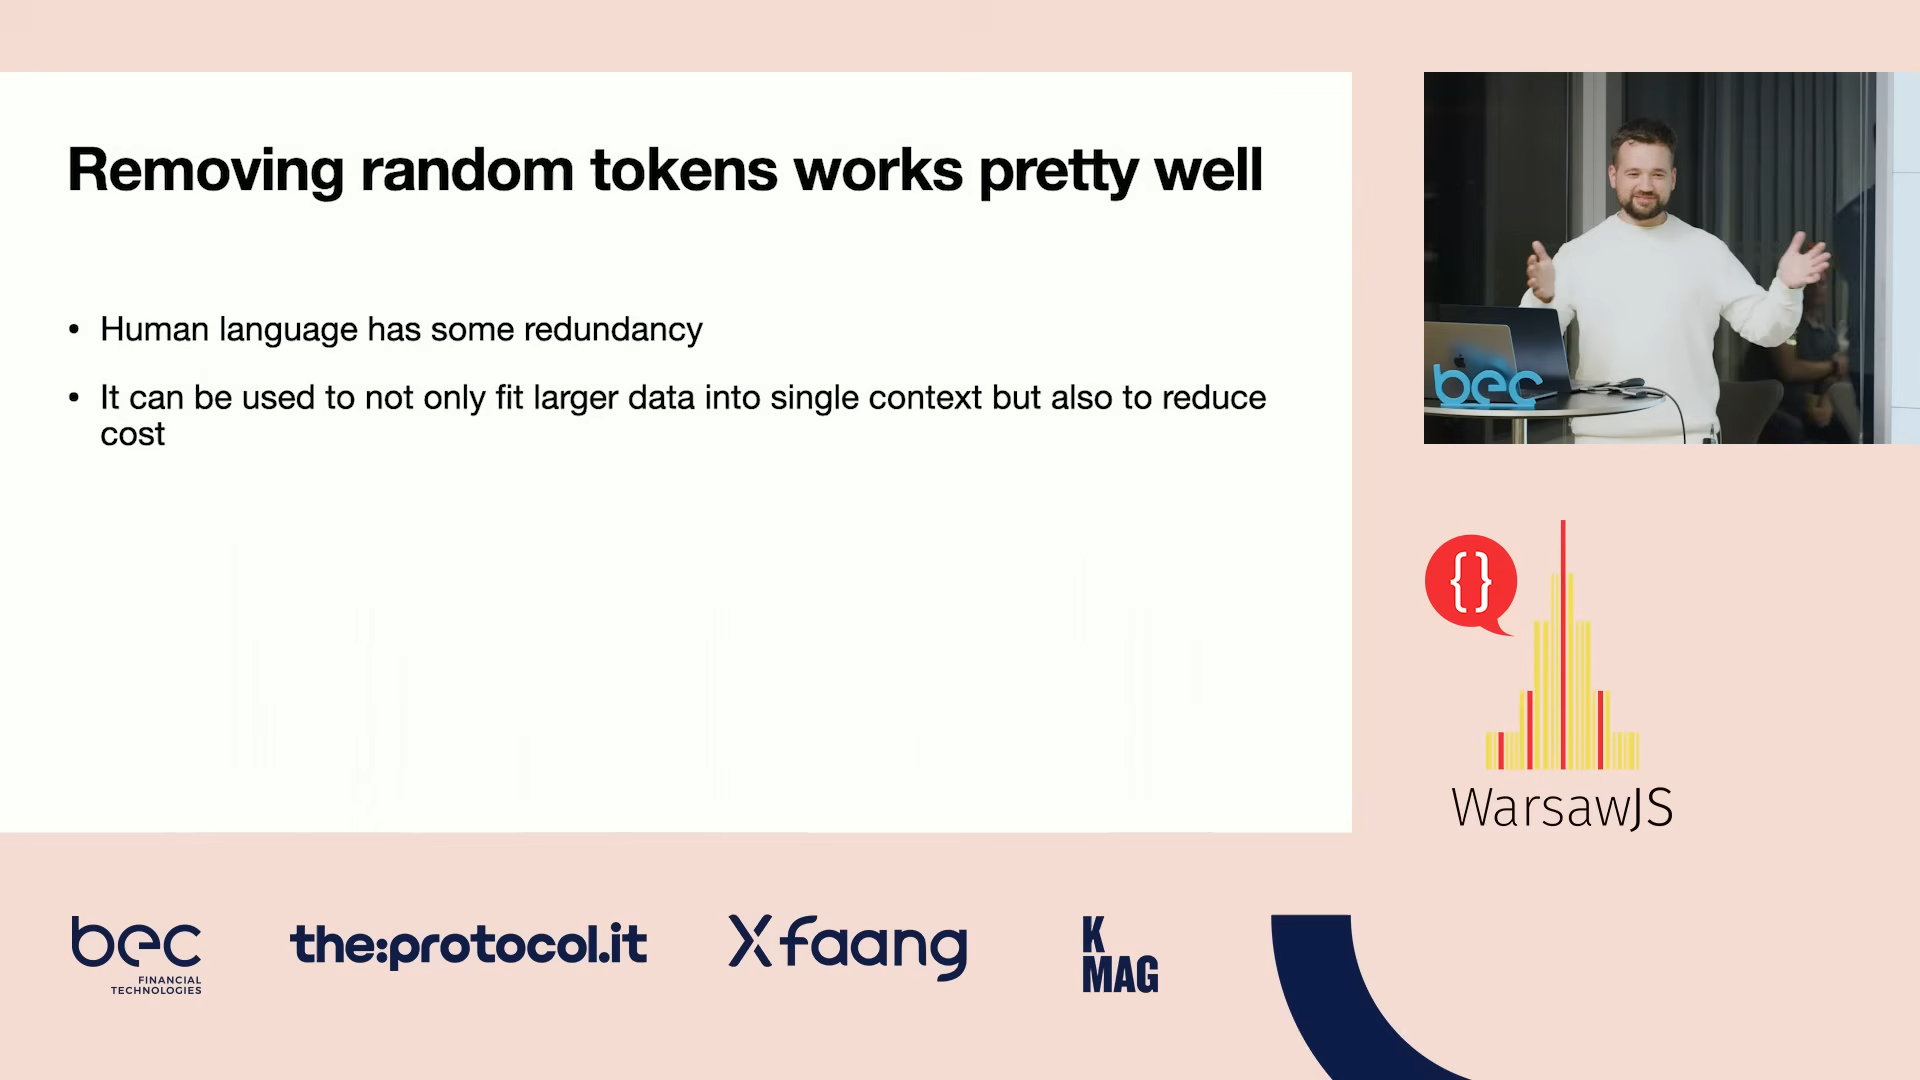 Removing random tokens works pretty well
• Human language has some redundancy
• It can be used to not only fit larger data into single context but also to reduce
cost
bec
{}
WarsawJS
bec
FINANCIAL
TECHNOLOGIES
the:protocol.it
Xfaang
K
MAG